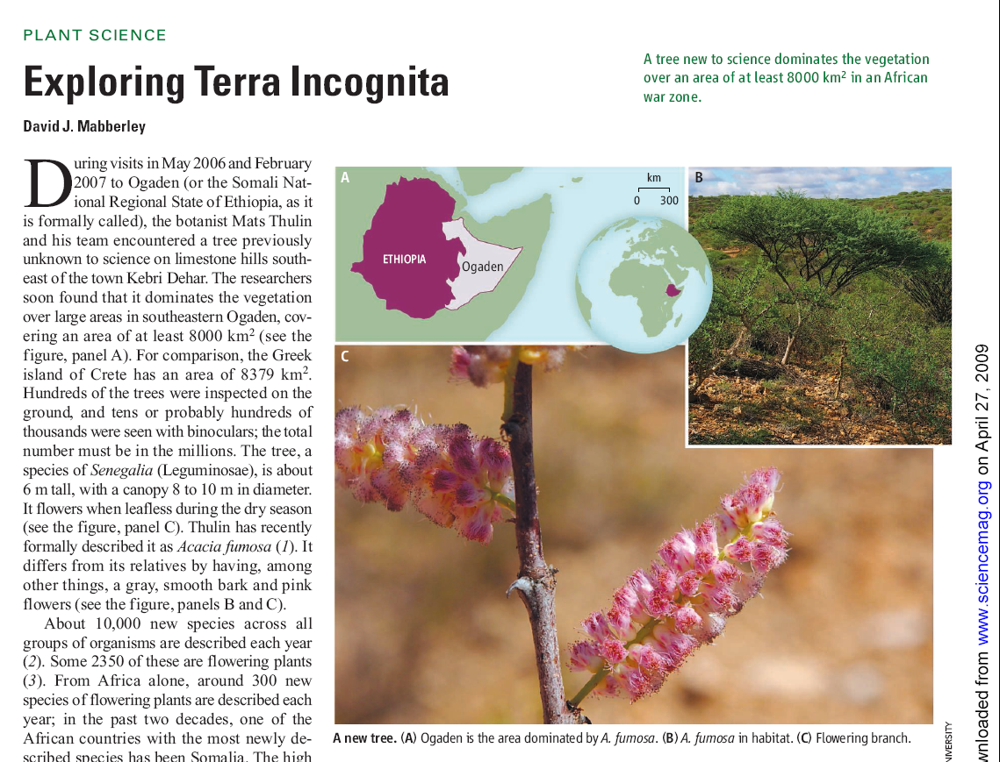 PLANT SCIENCE
Exploring Terra Incognita
David J. Mabberley
A tree new to science dominates the vegetation
over an area of at least 8000 km² in an African
war zone.
During visits in May 2006 and February
2007 to Ogaden (or the Somali Nat-
ional Regional State of Ethiopia, as it
is formally called), the botanist Mats Thulin
and his team encountered a tree previously
unknown to science on limestone hills south-
east of the town Kebri Dehar. The researchers
soon found that it dominates the vegetation
over large areas in southeastern Ogaden, cov-
ering an area of at least 8000 km² (see the
figure, panel A). For comparison, the Greek
island of Crete has an area of 8379 km².
Hundreds of the trees were inspected on the
ground, and tens or probably hundreds of
thousands were seen with binoculars; the total
number must be in the millions. The tree, a
species of Senegalia (Leguminosae), is about
6 m tall, with a canopy 8 to 10 m in diameter.
It flowers when leafless during the dry season
(see the figure, panel C). Thulin has recently
formally described it as Acacia fumosa (1). It
differs from its relatives by having, among
other things, a gray, smooth bark and pink
flowers (see the figure, panels B and C).
About 10,000 new species across all
groups of organisms are described each year
(2). Some 2350 of these are flowering plants
(3). From Africa alone, around 300 new
species of flowering plants are described each
year; in the past two decades, one of the
African countries with the most newly de-
scribed species has been Somalia. The high
A
km
0 300
ETHIOPIA
Ogaden
B
C
A new tree. (A) Ogaden is the area dominated by A. fumosa. (B) A. fumosa in habitat. (C) Flowering branch.
www.sciencemag.org on April 27, 2009